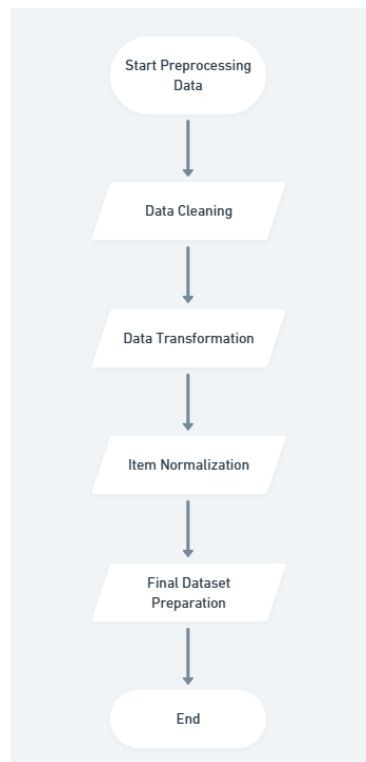 Start Preprocessing
Data
Data Cleaning
Data Transformation
Item Normalization
Final Dataset
Preparation
End